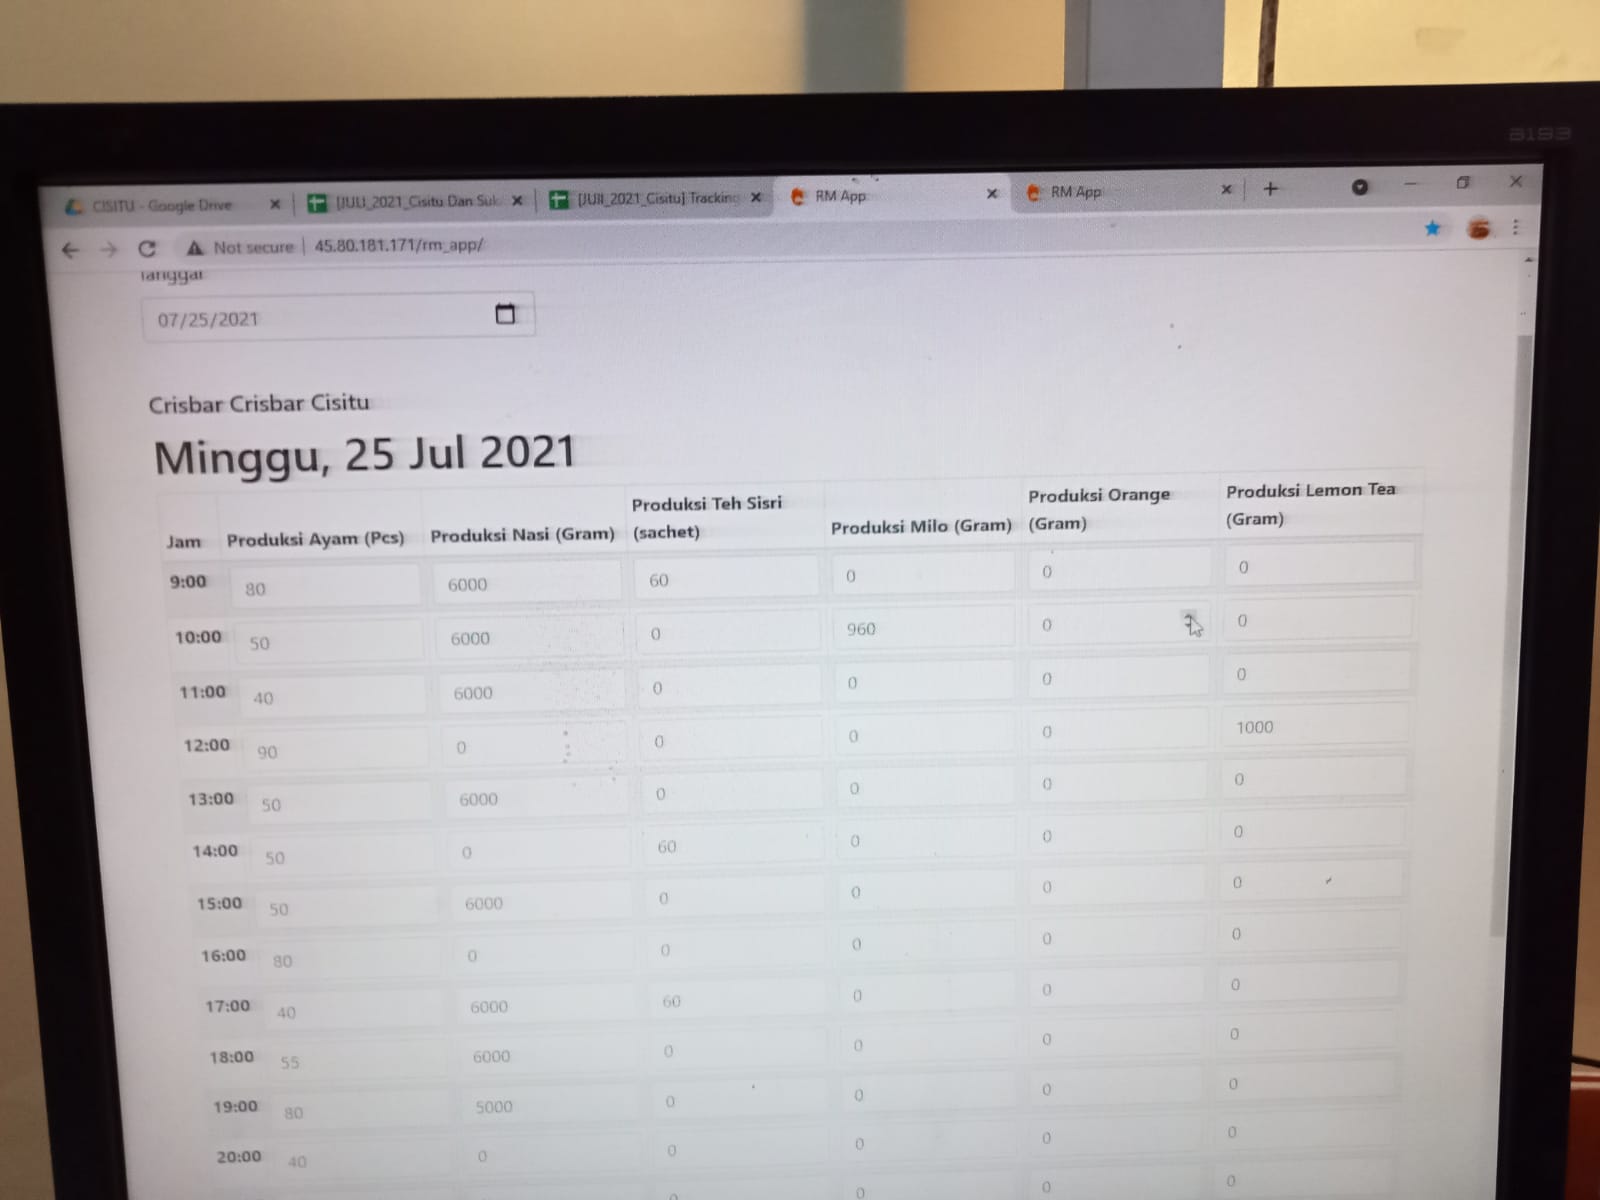 8193
CISITU - Google Drive
[JULI_2021_Cisitu Dan Suk
[JUII_2021_Cisitu] Tracking
RM App
RM App
Not secure | 45.80.181.171/rm_app/
Tanggal
07/25/2021
Crisbar Crisbar Cisitu
Minggu, 25 Jul 2021
Jam Produksi Ayam (Pcs) Produksi Nasi (Gram) Produksi Teh Sisri (sachet) Produksi Milo (Gram) Produksi Orange (Gram) Produksi Lemon Tea (Gram)
9:00 80 6000 60 0 0 0
10:00 50 6000 0 960 0 0
11:00 40 6000 0 0 0 0
12:00 90 0 0 0 0 1000
13:00 50 6000 0 0 0 0
14:00 50 0 60 0 0 0
15:00 50 6000 0 0 0 0
16:00 80 0 0 0 0 0
17:00 40 6000 60 0 0 0
18:00 55 6000 0 0 0 0
19:00 80 5000 0 0 0 0
20:00 40 0 0 0 0 0
0 0 0 0